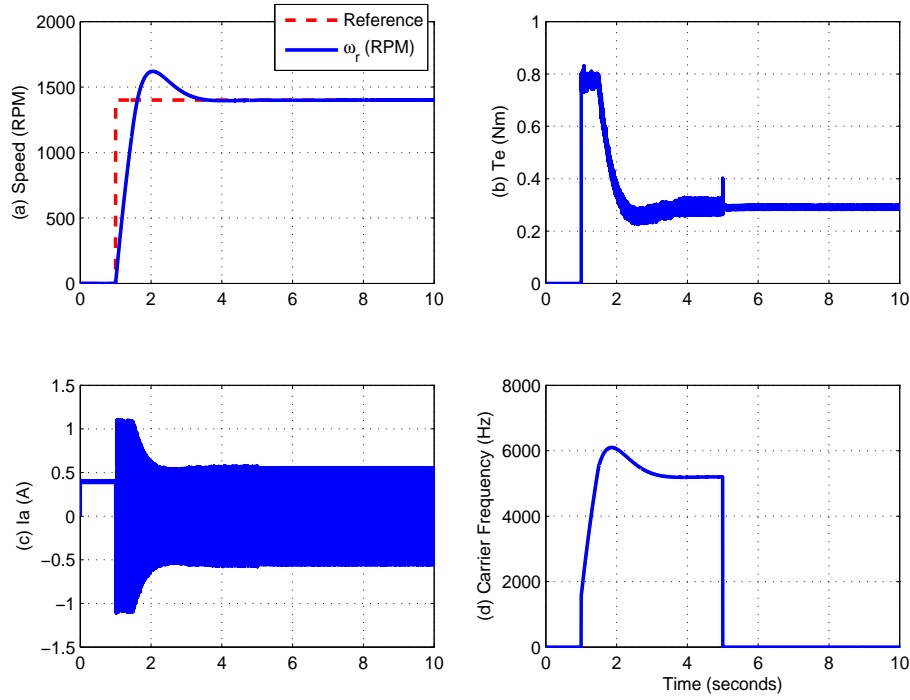 2000
1500
1000
500
0
0 2 4 6 8 10
(a) Speed (RPM)
Reference
ωr (RPM)
1
0.8
0.6
0.4
0.2
0
0 2 4 6 8 10
(b) Te (Nm)
1.5
1
0.5
0
−0.5
−1
−1.5
0 2 4 6 8 10
(c) Ia (A)
8000
6000
4000
2000
0
0 2 4 6 8 10
(d) Carrier Frequency (Hz)
Time (seconds)